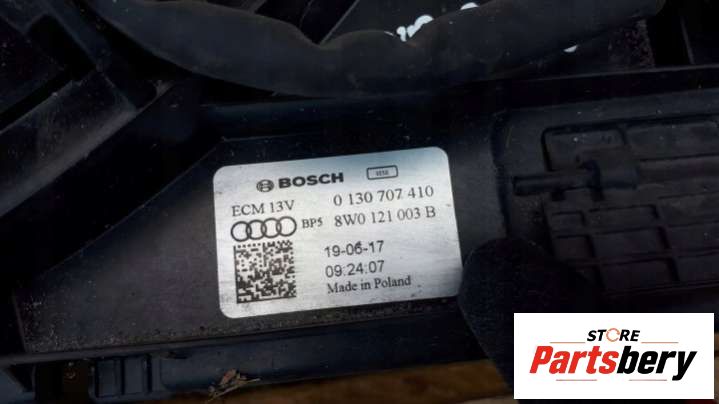 BOSCH
ECM 13V 0 130 707 410
BP5 8W0 121 003 B
19-06-17
09:24:07
Made in Poland
STORE
Partsbery